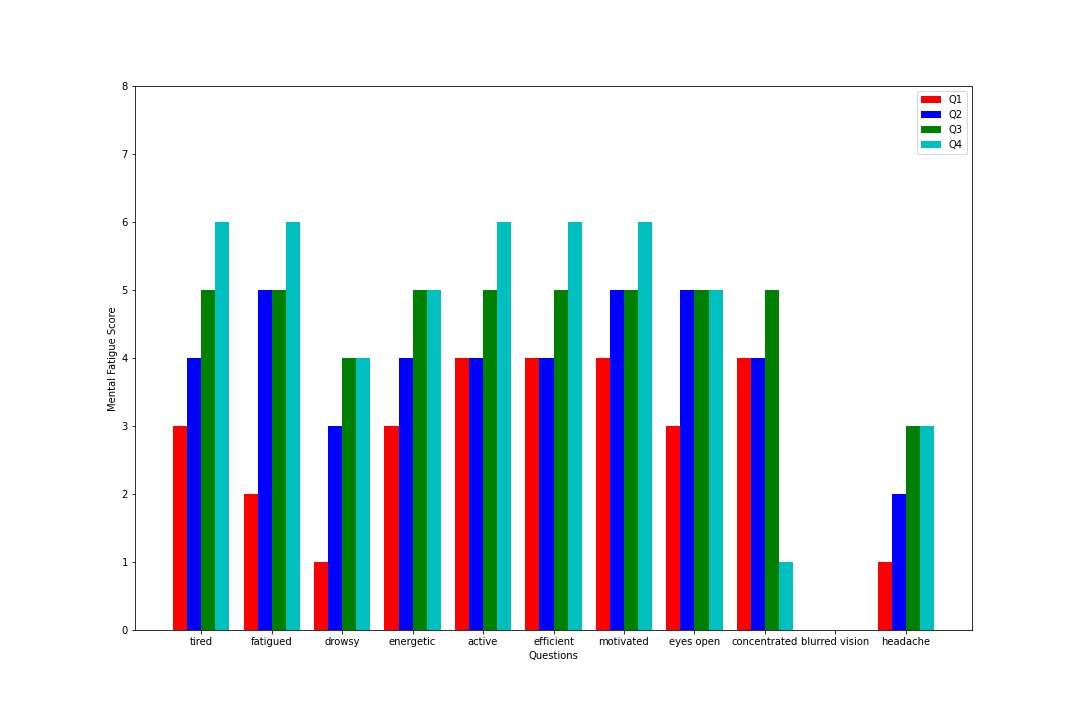 8
7
6
5
4
3
2
1
0
Mental Fatigue Score
Q1
Q2
Q3
Q4
tired fatigued drowsy energetic active efficient motivated eyes open concentrated blurred vision headache
Questions